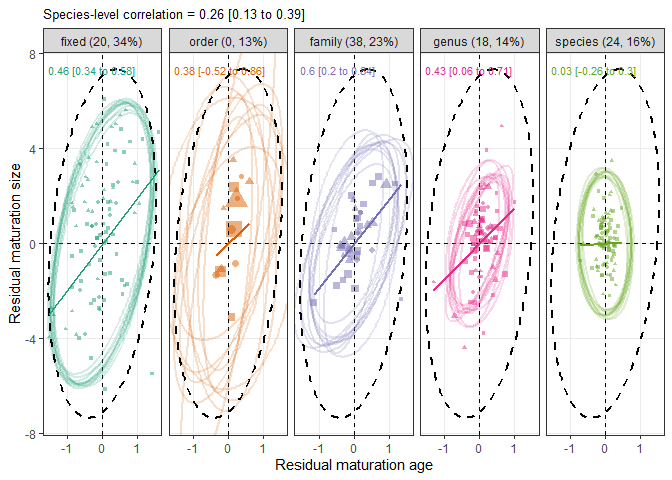 Species-level correlation = 0.26 [0.13 to 0.39]
fixed (20, 34%)
order (0, 13%)
family (38, 23%)
genus (18, 14%)
species (24, 16%)
0.46 [0.34 to 0.58]
0.38 [-0.52 to 0.86]
0.6 [0.2 to 0.84]
0.43 [0.06 to 0.71]
0.03 [-0.26 to 0.3]
8
4
0
-4
-8
Residual maturation size
-1 0 1
-1 0 1
-1 0 1
-1 0 1
-1 0 1
Residual maturation age